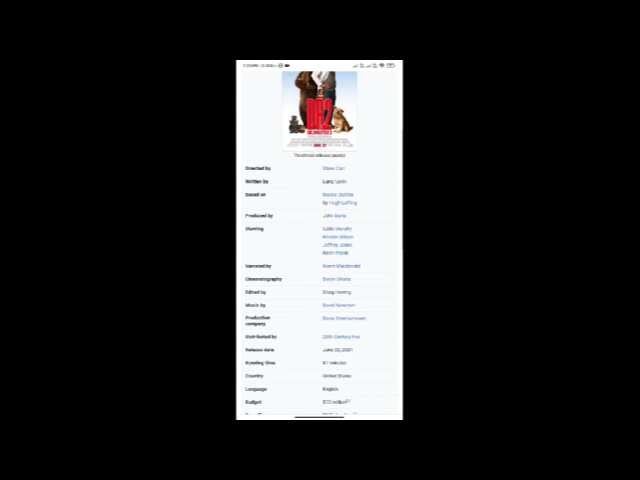 DR2
Theatrical release poster
Directed by Steve Carr
Written by Larry Levin
Based on Doctor Dolittle
by Hugh Lofting
Produced by John Davis
Starring Eddie Murphy
Kristen Wilson
Jeffrey Jones
Kevin Pollak
Narrated by Norm Macdonald
Cinematography Daryn Okada
Edited by Craig Herring
Music by David Newman
Production Davis Entertainment
company
Distributed by 20th Century Fox
Release date June 22, 2001
Running time 87 minutes
Country United States
Language English
Budget $70 million